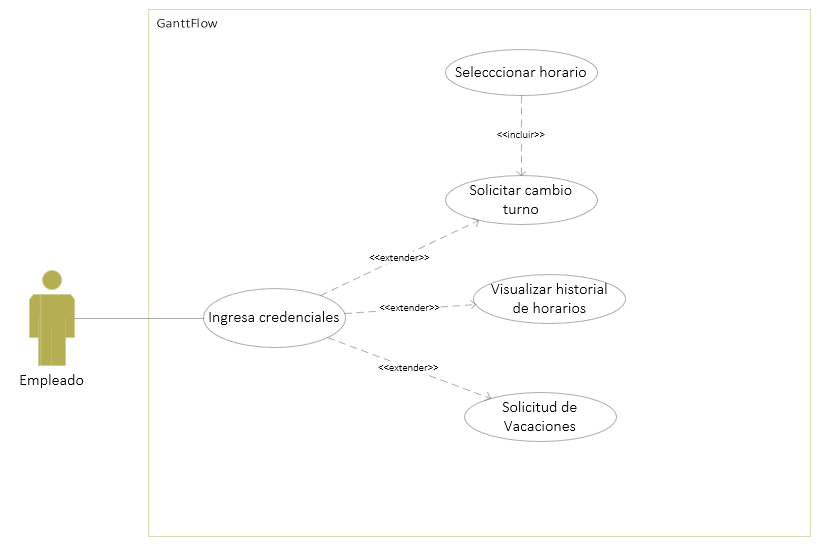 GanttFlow
Selecccionar horario
<<incluir>>
Solicitar cambio
turno
<<extender>>
Visualizar historial
de horarios
<<extender>>
Ingresa credenciales
<<extender>>
Empleado
Solicitud de
Vacaciones